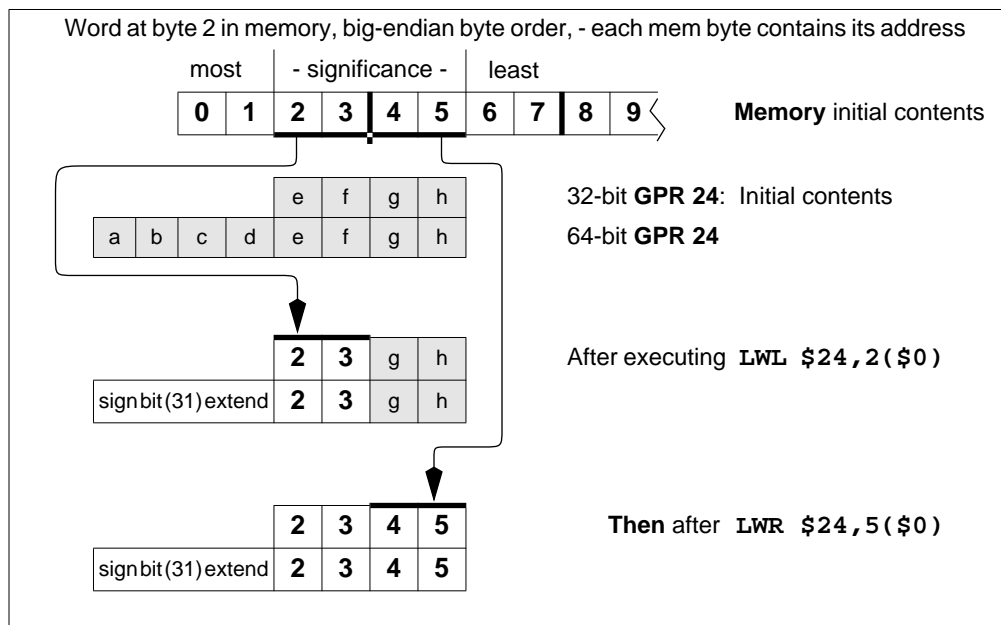 Word at byte 2 in memory, big-endian byte order, - each mem byte contains its address
most - significance - least
0 1 2 3 4 5 6 7 8 9 Memory initial contents
e f g h 32-bit GPR 24: Initial contents
a b c d e f g h 64-bit GPR 24
2 3 g h After executing LWL $24,2($0)
sign bit (31) extend 2 3 g h
2 3 4 5 Then after LWR $24,5($0)
sign bit (31) extend 2 3 4 5